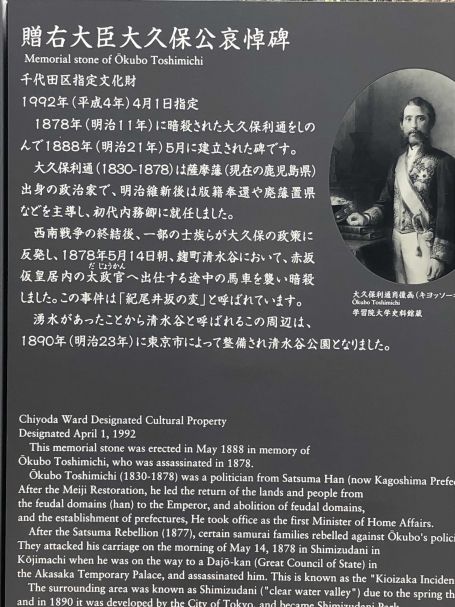 贈右大臣大久保公哀悼碑
Memorial stone of Ōkubo Toshimichi
千代田区指定文化財
1992年(平成4年)4月1日指定
1878年(明治11年)に暗殺された大久保利通をしの
んで1888年(明治21年)5月に建立された碑です。
大久保利通(1830-1878)は薩摩藩(現在の鹿児島県)
出身の政治家で、明治維新後は版籍奉還や廃藩置県
などを主導し、初代内務卿に就任しました。
西南戦争の終結後、一部の士族らが大久保の政策に
反発し、1878年5月14日朝、麹町清水谷において、赤坂
仮皇居内の太政官へ出仕する途中の馬車を襲い暗殺
だじょうかん
しました。この事件は「紀尾井坂の変」と呼ばれています。
湧水があったことから清水谷と呼ばれるこの周辺は、
1890年(明治23年)に東京市によって整備され清水谷公園となりました。
大久保利通肖像画(キヨッソーネ
Ōkubo Toshimichi
学習院大学史料館蔵
Chiyoda Ward Designated Cultural Property
Designated April 1, 1992
This memorial stone was erected in May 1888 in memory of
Ōkubo Toshimichi, who was assassinated in 1878.
Ōkubo Toshimichi (1830-1878) was a politician from Satsuma Han (now Kagoshima Prefec
After the Meiji Restoration, he led the return of the lands and people from
the feudal domains (han) to the Emperor, and abolition of feudal domains,
and the establishment of prefectures, He took office as the first Minister of Home Affairs.
After the Satsuma Rebellion (1877), certain samurai families rebelled against Ōkubo's polici
They attacked his carriage on the morning of May 14, 1878 in Shimizudani in
Kōjimachi when he was on the way to a Dajō-kan (Great Council of State) in
the Akasaka Temporary Palace, and assassinated him. This is known as the "Kioizaka Inciden
The surrounding area was known as Shimizudani ("clear water valley") due to the spring th
and in 1890 it was developed by the City of Tokyo, and became Shimizudani Park